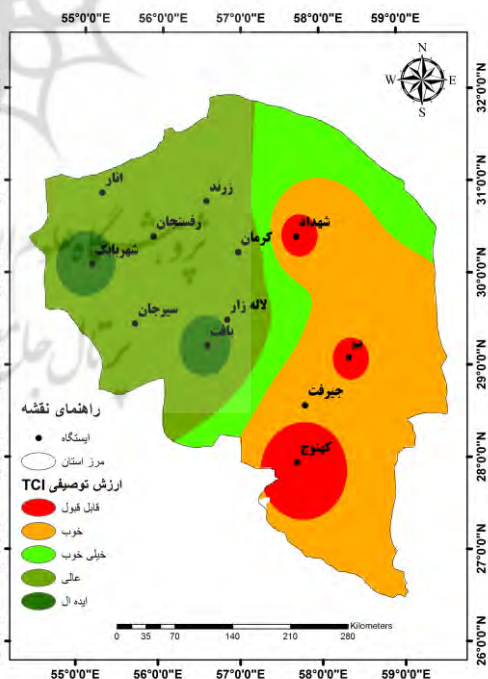 55°0'0"E 56°0'0"E 57°0'0"E 58°0'0"E 59°0'0"E
N
W E
S
32°0'0"N
31°0'0"N
30°0'0"N
29°0'0"N
28°0'0"N
27°0'0"N
26°0'0"N
انار
زرند
رفسنجان
کرمان
شهداد
شهربابک
سیرجان
لاله زار
بافت
بم
جیرفت
کهنوج
راهنمای نقشه
ایستگاه
مرز استان
ارزش توصیفی TCI
قابل قبول
خوب
خیلی خوب
عالی
ایده ال
Kilometers
0 35 70 140 210 280
55°0'0"E 56°0'0"E 57°0'0"E 58°0'0"E 59°0'0"E